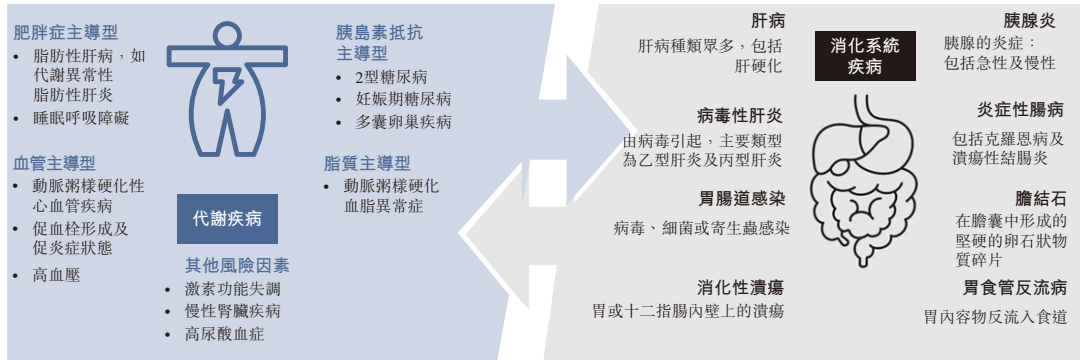 肥胖症主導型
• 脂肪性肝病，如
代謝異常性
脂肪性肝炎
• 睡眠呼吸障礙
血管主導型
• 動脈粥樣硬化性
心血管疾病
• 促血栓形成及
促炎症狀態
• 高血壓
胰島素抵抗
主導型
• 2型糖尿病
• 妊娠期糖尿病
• 多囊卵巢疾病
脂質主導型
• 動脈粥樣硬化
血脂異常症
代謝疾病
其他風險因素
• 激素功能失調
• 慢性腎臟疾病
• 高尿酸血症
肝病
肝病種類眾多，包括
肝硬化
病毒性肝炎
由病毒引起，主要類型
為乙型肝炎及丙型肝炎
胃腸道感染
病毒、細菌或寄生蟲感染
消化性潰瘍
胃或十二指腸內壁上的潰瘍
消化系統
疾病
胰腺炎
胰腺的炎症：
包括急性及慢性
炎症性腸病
包括克羅恩病及
潰瘍性結腸炎
膽結石
在膽囊中形成的
堅硬的卵石狀物
質碎片
胃食管反流病
胃內容物反流入食道